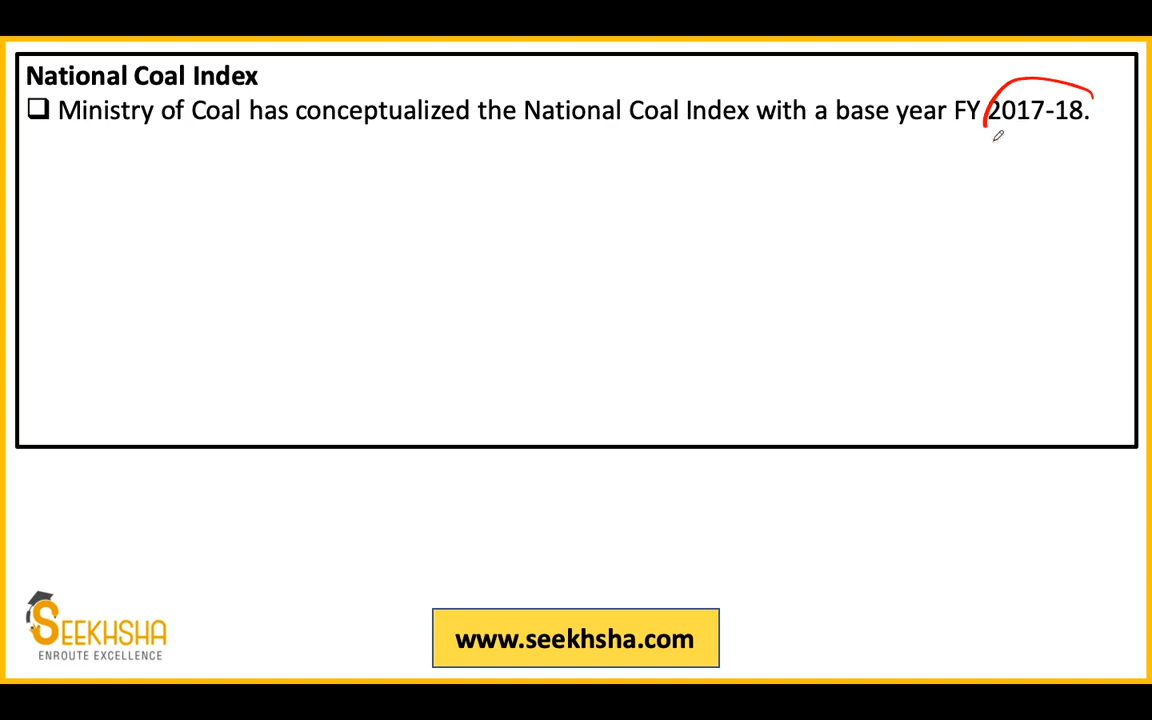 National Coal Index
❑ Ministry of Coal has conceptualized the National Coal Index with a base year FY 2017-18.
SEEKHSHA
ENROUTE EXCELLENCE
www.seekhsha.com